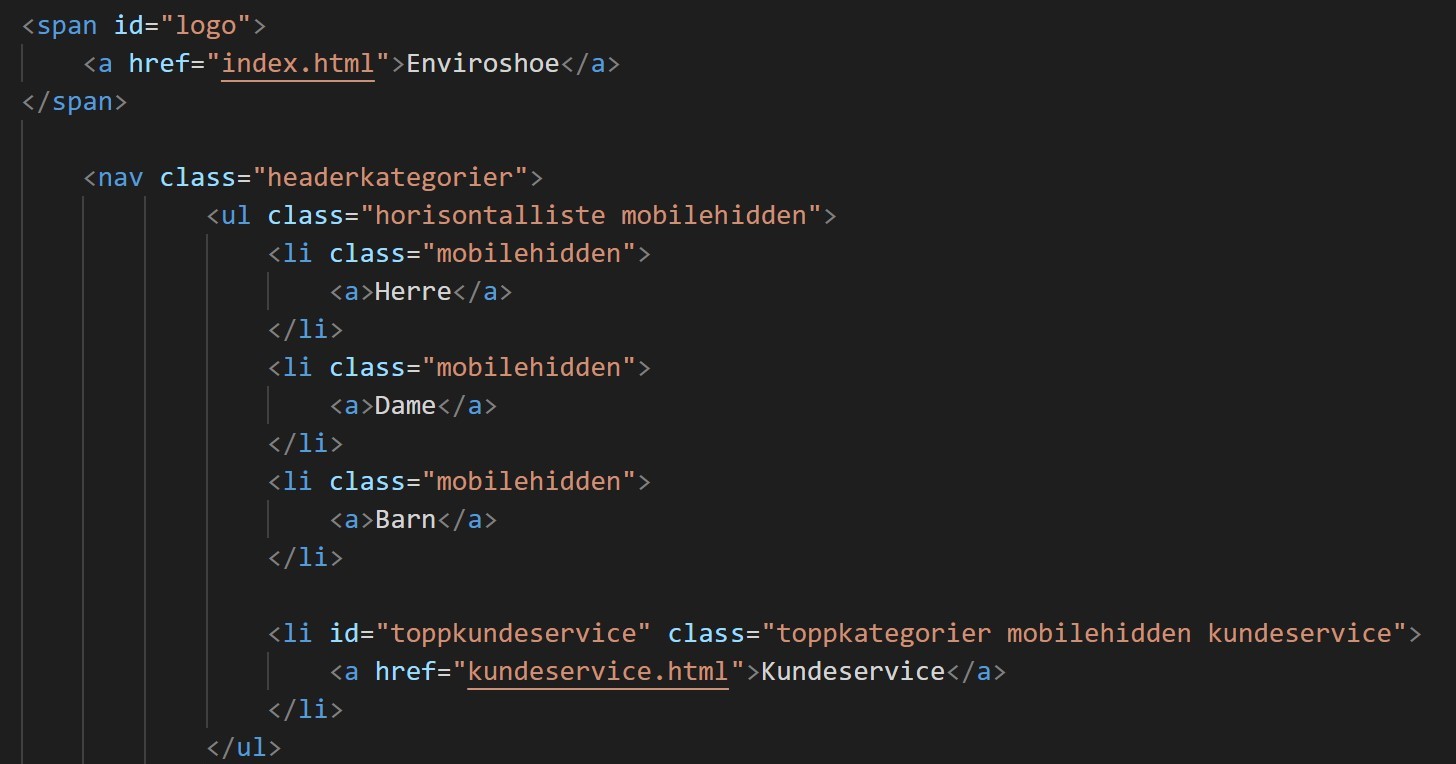 <span id="logo">
<a href="index.html">Enviroshoe</a>
</span>
<nav class="headerkategorier">
<ul class="horisontalliste mobilehidden">
<li class="mobilehidden">
<a>Herre</a>
</li>
<li class="mobilehidden">
<a>Dame</a>
</li>
<li class="mobilehidden">
<a>Barn</a>
</li>
<li id="toppkundeservice" class="toppkategorier mobilehidden kundeservice">
<a href="kundeservice.html">Kundeservice</a>
</li>
</ul>